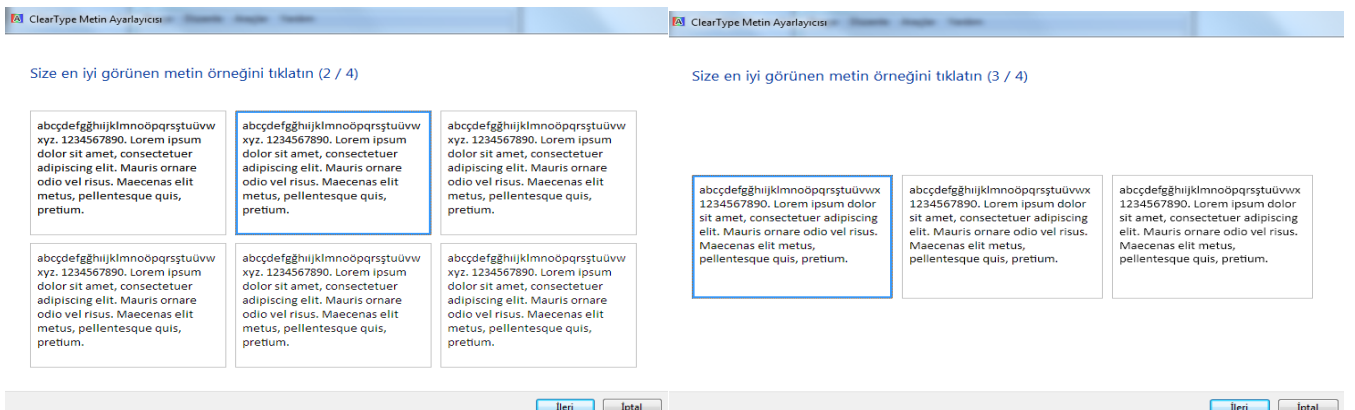 ClearType Metin Ayarlayıcısı
Size en iyi görünen metin örneğini tıklatın (2 / 4)
abcçdefgğhıijklmnoöpqrsştuüvw
xyz. 1234567890. Lorem ipsum
dolor sit amet, consectetuer
adipiscing elit. Mauris ornare
odio vel risus. Maecenas elit
metus, pellentesque quis,
pretium.
abcçdefgğhıijklmnoöpqrsştuüvw
xyz. 1234567890. Lorem ipsum
dolor sit amet, consectetuer
adipiscing elit. Mauris ornare
odio vel risus. Maecenas elit
metus, pellentesque quis,
pretium.
abcçdefgğhıijklmnoöpqrsştuüvw
xyz. 1234567890. Lorem ipsum
dolor sit amet, consectetuer
adipiscing elit. Mauris ornare
odio vel risus. Maecenas elit
metus, pellentesque quis,
pretium.
abcçdefgğhıijklmnoöpqrsştuüvw
xyz. 1234567890. Lorem ipsum
dolor sit amet, consectetuer
adipiscing elit. Mauris ornare
odio vel risus. Maecenas elit
metus, pellentesque quis,
pretium.
abcçdefgğhıijklmnoöpqrsştuüvw
xyz. 1234567890. Lorem ipsum
dolor sit amet, consectetuer
adipiscing elit. Mauris ornare
odio vel risus. Maecenas elit
metus, pellentesque quis,
pretium.
abcçdefgğhıijklmnoöpqrsştuüvw
xyz. 1234567890. Lorem ipsum
dolor sit amet, consectetuer
adipiscing elit. Mauris ornare
odio vel risus. Maecenas elit
metus, pellentesque quis,
pretium.
İleri
İptal
ClearType Metin Ayarlayıcısı
Size en iyi görünen metin örneğini tıklatın (3 / 4)
abcçdefgğhıijklmnoöpqrsştuüvwx
1234567890. Lorem ipsum dolor
sit amet, consectetuer adipiscing
elit. Mauris ornare odio vel risus.
Maecenas elit metus,
pellentesque quis, pretium.
abcçdefgğhıijklmnoöpqrsştuüvwx
1234567890. Lorem ipsum dolor
sit amet, consectetuer adipiscing
elit. Mauris ornare odio vel risus.
Maecenas elit metus,
pellentesque quis, pretium.
abcçdefgğhıijklmnoöpqrsştuüvwx
1234567890. Lorem ipsum dolor
sit amet, consectetuer adipiscing
elit. Mauris ornare odio vel risus.
Maecenas elit metus,
pellentesque quis, pretium.
İleri
İptal